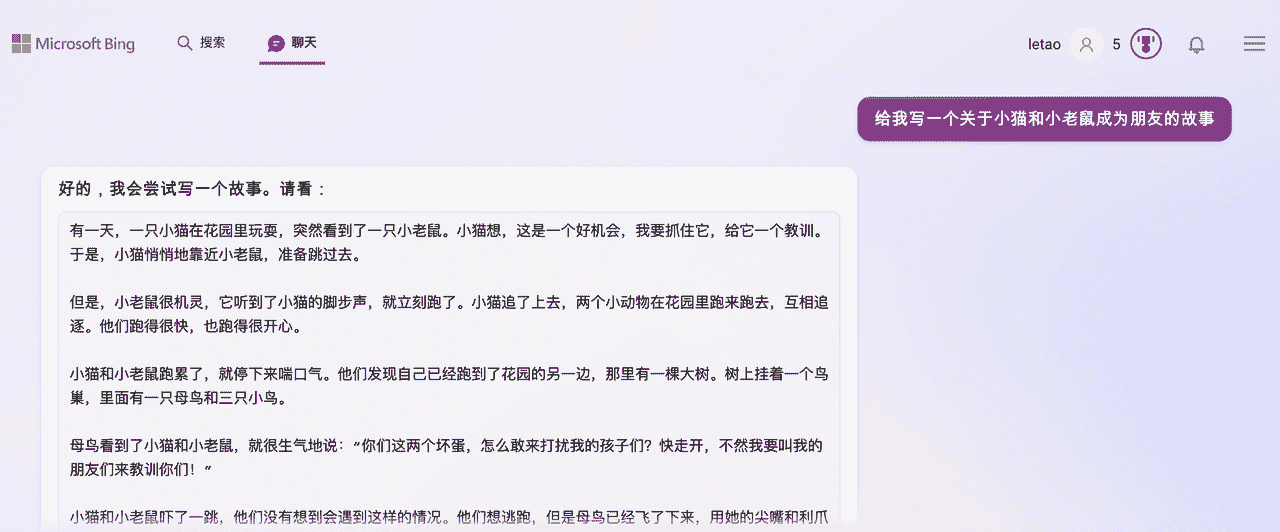 Microsoft Bing
搜索
聊天
letao
5
给我写一个关于小猫和小老鼠成为朋友的故事
好的，我会尝试写一个故事。请看：
有一天，一只小猫在花园里玩耍，突然看到了一只小老鼠。小猫想，这是一个好机会，我要抓住它，给它一个教训。
于是，小猫悄悄地靠近小老鼠，准备跳过去。
但是，小老鼠很机灵，它听到了小猫的脚步声，就立刻跑了。小猫追了上去，两个小动物在花园里跑来跑去，互相追
逐。他们跑得很快，也跑得很开心。
小猫和小老鼠跑累了，就停下来喘口气。他们发现自己已经跑到了花园的另一边，那里有一棵大树。树上挂着一个鸟
巢，里面有一只母鸟和三只小鸟。
母鸟看到了小猫和小老鼠，就很生气地说：“你们这两个坏蛋，怎么敢来打扰我的孩子们？快走开，不然我要叫我的
朋友们来教训你们！”
小猫和小老鼠吓了一跳，他们没有想到会遇到这样的情况。他们想逃跑，但是母鸟已经飞了下来，用她的尖嘴和利爪